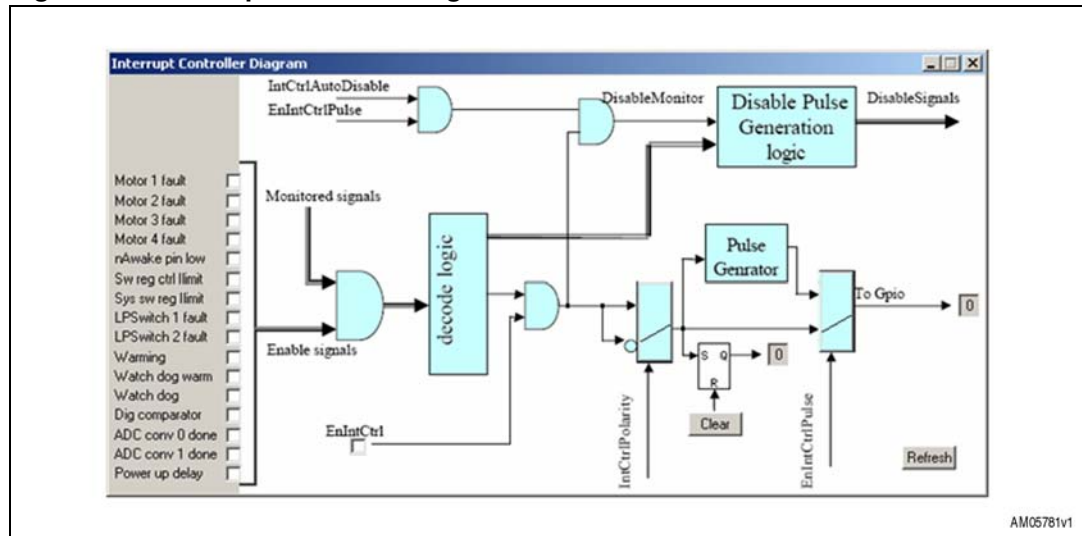 Interrupt Controller Diagram
IntCtrlAutoDisable
EnIntCtrlPulse
DisableMonitor
Disable Pulse
Generation
logic
DisableSignals
Motor 1 fault
Motor 2 fault
Motor 3 fault
Motor 4 fault
nAwake pin low
Sw reg ctrl Ilimit
Sys sw reg Ilimit
LPSwitch 1 fault
LPSwitch 2 fault
Warming
Watch dog warm
Watch dog
Dig comparator
ADC conv 0 done
ADC conv 1 done
Power up delay
Monitored signals
Enable signals
decode logic
EnIntCtrl
Pulse
Genrator
To Gpio
0
S Q
R
0
Clear
IntCtrlPolarity
EnIntCtrlPulse
Refresh
AM05781v1